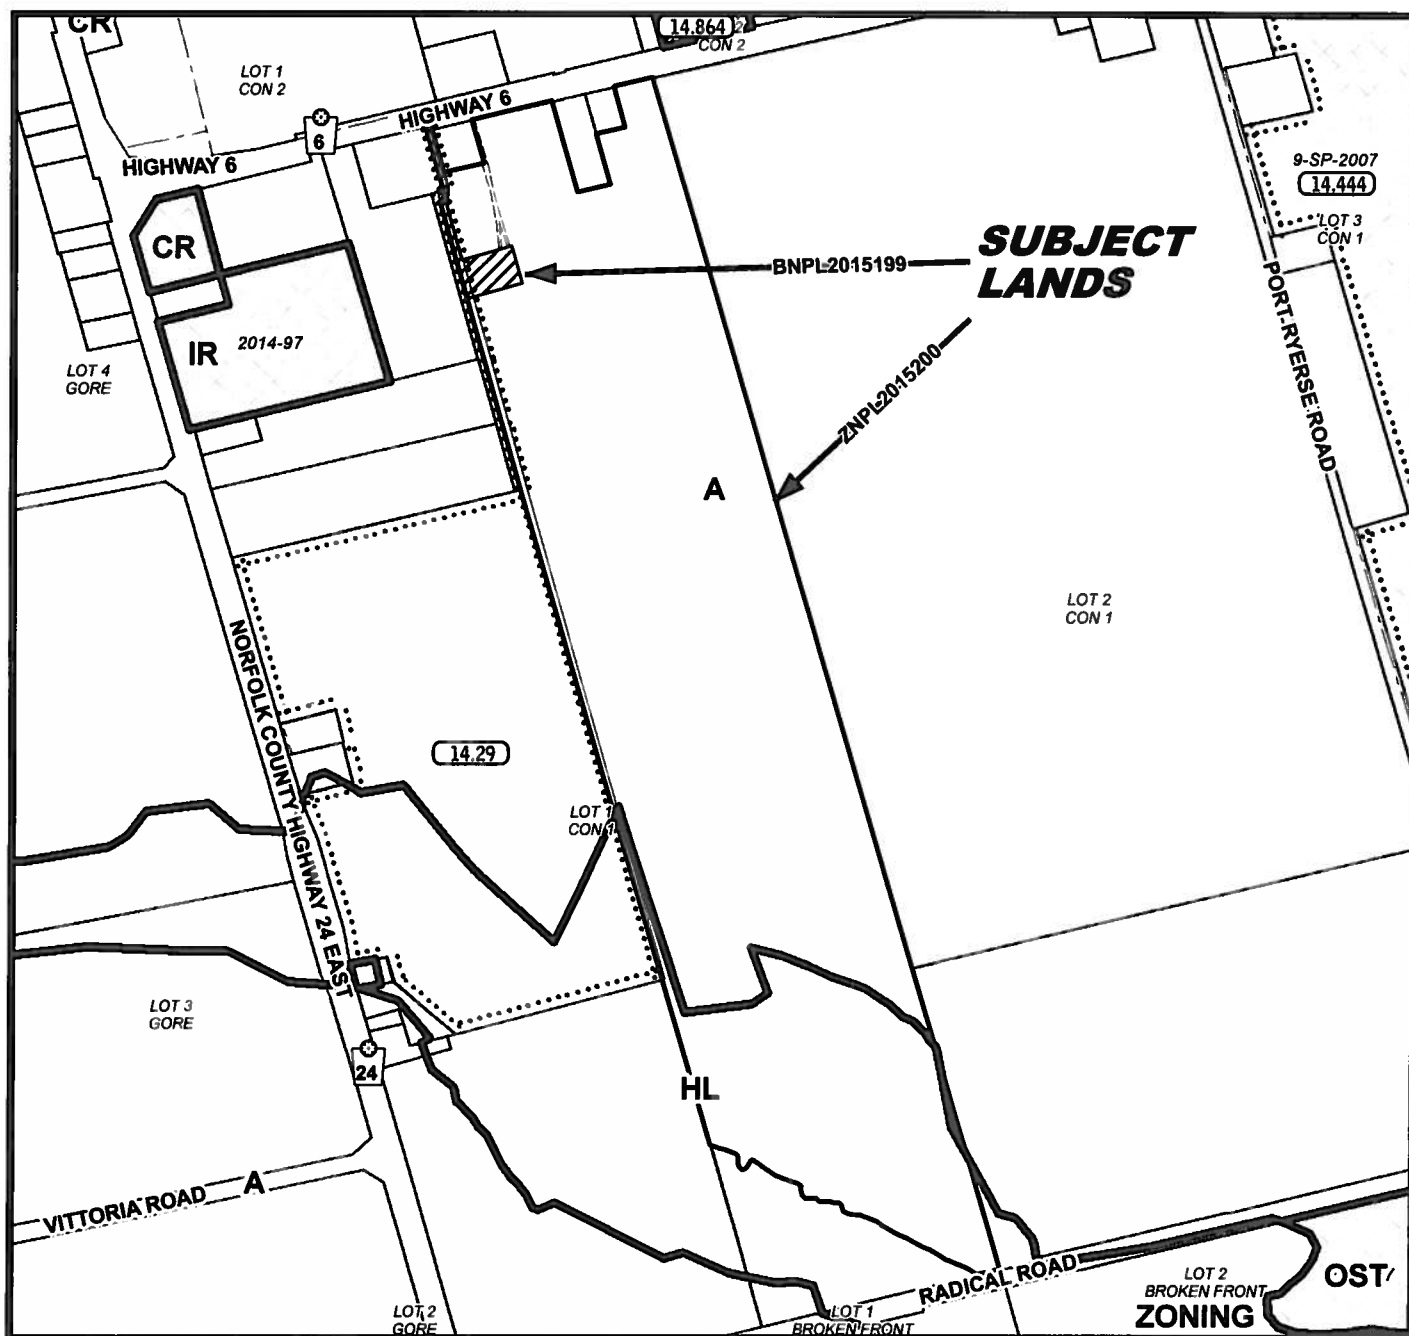 CR
14.864
CON 2
LOT 1
CON 2
HIGHWAY 6
6
HIGHWAY 6
9-SP-2007
14.444
LOT 3
CON 1
SUBJECT
LANDS
BNPL2015199
CR
PORT RYERSE ROAD
IR
2014-97
ZNPL2015200
LOT 4
GORE
A
LOT 2
CON 1
NORFOLK COUNTY HIGHWAY 24 EAST
14.29
LOT 1
CON 1
LOT 3
GORE
24
HL
VITTORIA ROAD
A
RADICAL ROAD
LOT 2
BROKEN FRONT
OST
ZONING
LOT 2
GORE
LOT 1
BROKEN FRONT